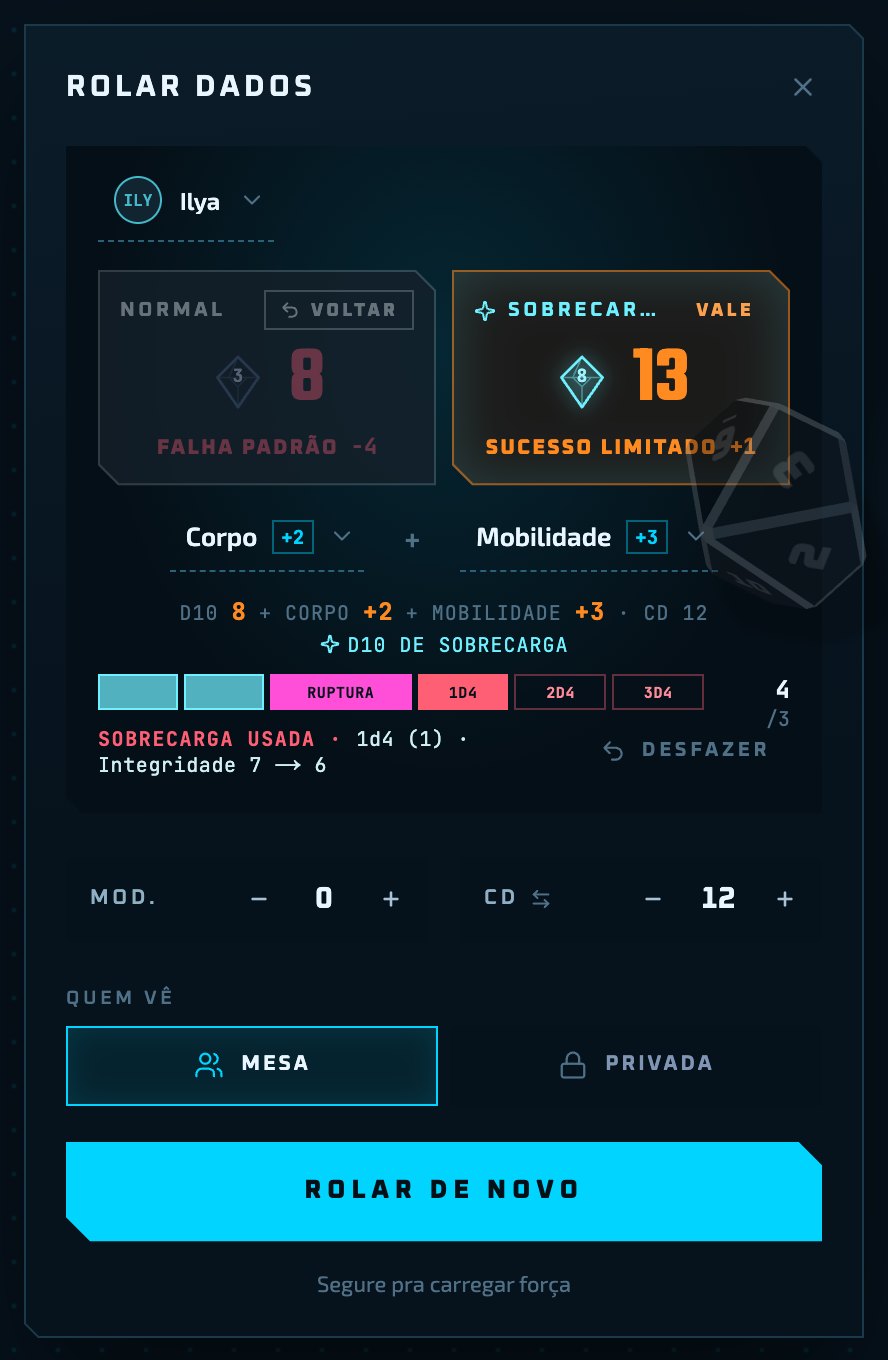 ROLAR DADOS
ILY Ilya
NORMAL VOLTAR
3 8
FALHA PADRÃO -4
SOBRECAR... VALE
8 13
SUCESSO LIMITADO +1
Corpo +2 + Mobilidade +3
D10 8 + CORPO +2 + MOBILIDADE +3 · CD 12
D10 DE SOBRECARGA
RUPTURA 1D4 2D4 3D4 4
/3
SOBRECARGA USADA · 1d4 (1) ·
Integridade 7 → 6
DESFAZER
MOD. − 0 +
CD − 12 +
QUEM VÊ
MESA
PRIVADA
ROLAR DE NOVO
Segure pra carregar força
3
2